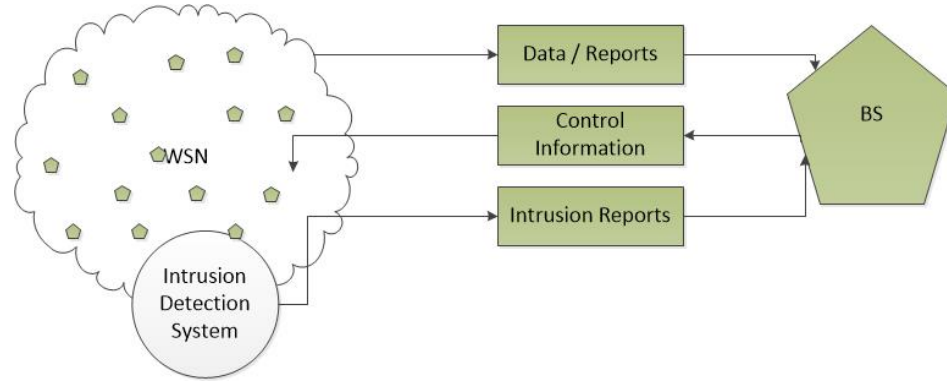 Data / Reports
BS
Control
Information
WSN
Intrusion Reports
Intrusion
Detection
System